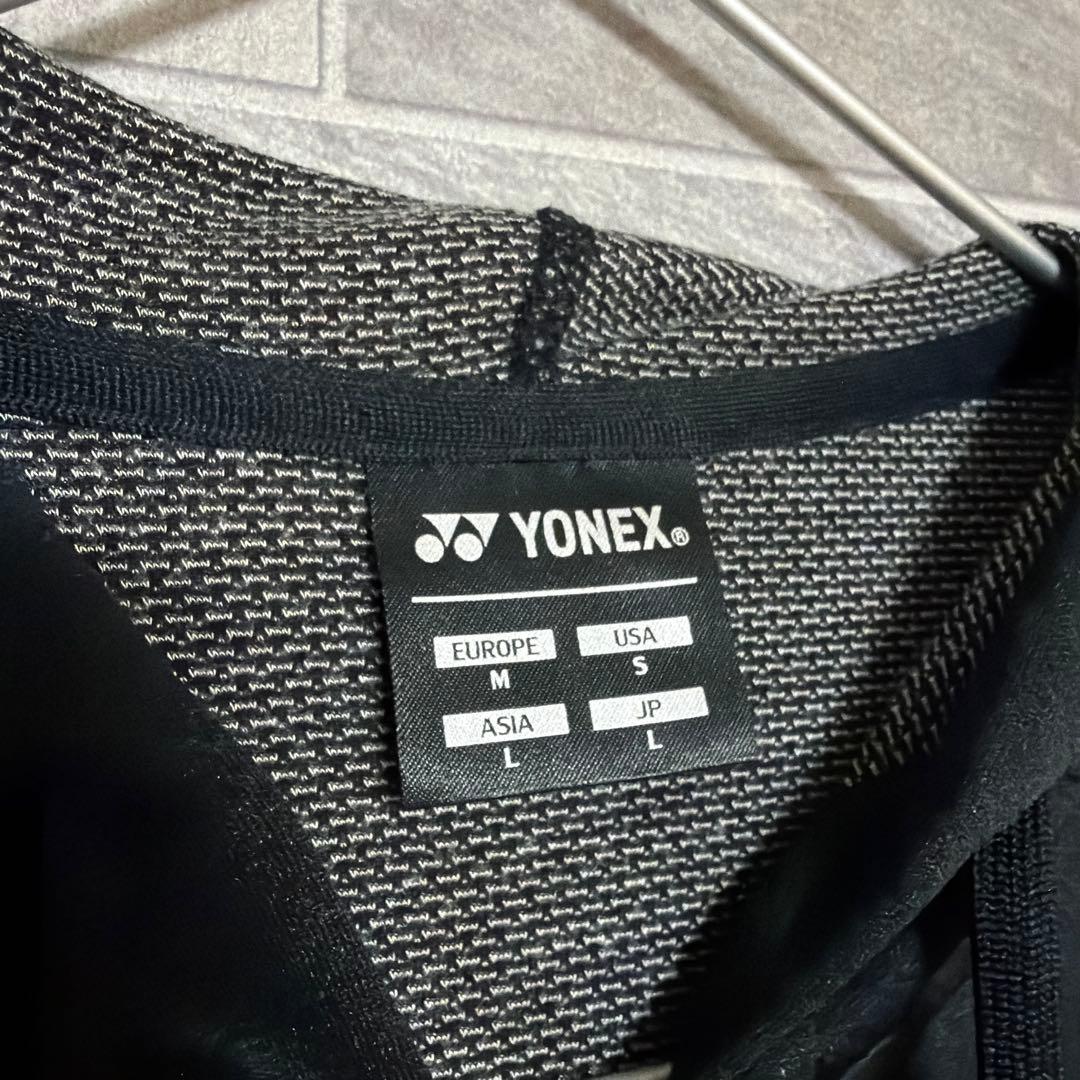 YONEX®
EUROPE USA
M S
ASIA JP
L L